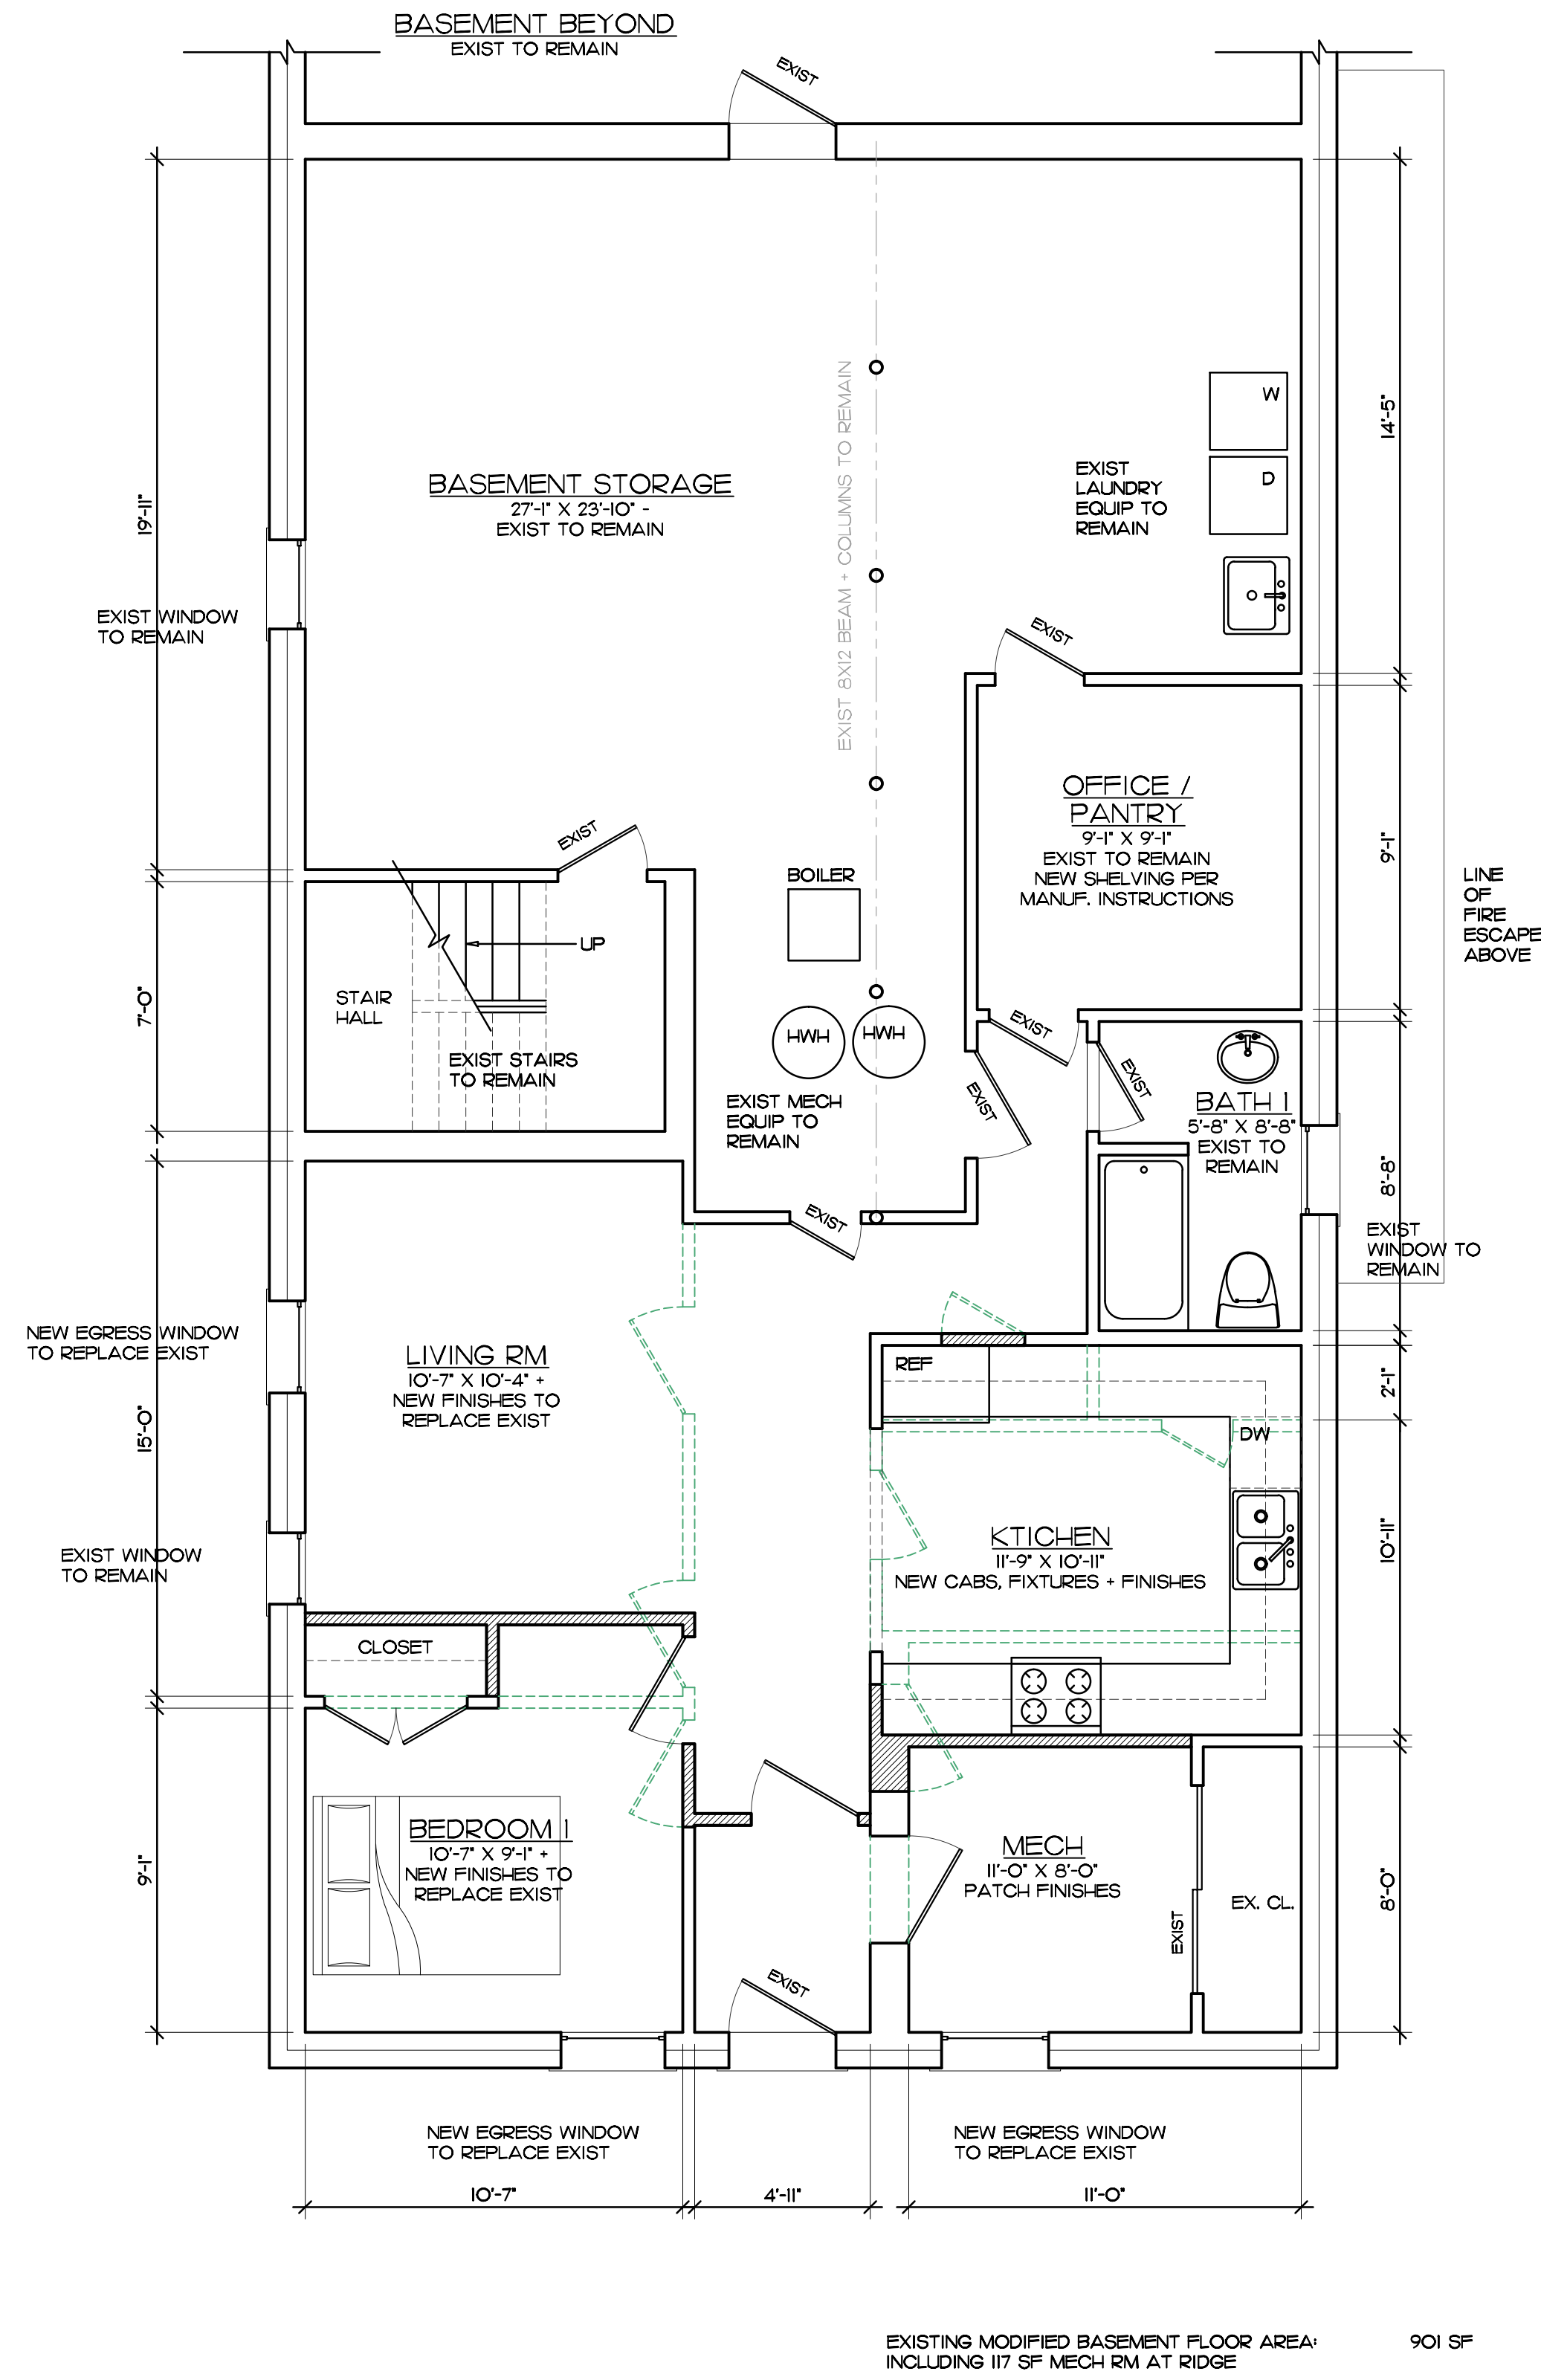 BASEMENT BEYOND
EXIST TO REMAIN
EXIST
EXIST 8X12 BEAM + COLUMNS TO REMAIN
W
D
EXIST
LAUNDRY
EQUIP TO
REMAIN
14'-5"
BASEMENT STORAGE
27'-1" X 23'-10" -
EXIST TO REMAIN
19'-11"
EXIST WINDOW
TO REMAIN
EXIST
OFFICE /
PANTRY
9'-1" X 9'-1"
EXIST TO REMAIN
NEW SHELVING PER
MANUF. INSTRUCTIONS
9'-1"
LINE
OF
FIRE
ESCAPE
ABOVE
EXIST
BOILER
UP
STAIR
HALL
7'-0"
EXIST STAIRS
TO REMAIN
HWH
HWH
EXIST
EXIST
EXIST
EXIST MECH
EQUIP TO
REMAIN
BATH 1
5'-8" X 8'-8"
EXIST TO
REMAIN
8'-8"
EXIST
EXIST
WINDOW TO
REMAIN
NEW EGRESS WINDOW
TO REPLACE EXIST
LIVING RM
10'-7" X 10'-4" +
NEW FINISHES TO
REPLACE EXIST
15'-0"
REF
2'-1"
DW
KTICHEN
11'-9" X 10'-11"
NEW CABS, FIXTURES + FINISHES
10'-11"
EXIST WINDOW
TO REMAIN
CLOSET
BEDROOM 1
10'-7" X 9'-1" +
NEW FINISHES TO
REPLACE EXIST
9'-1"
MECH
11'-0" X 8'-0"
PATCH FINISHES
EXIST
EX. CL.
8'-0"
EXIST
NEW EGRESS WINDOW
TO REPLACE EXIST
NEW EGRESS WINDOW
TO REPLACE EXIST
10'-7"
4'-11"
11'-0"
EXISTING MODIFIED BASEMENT FLOOR AREA: 901 SF
INCLUDING 117 SF MECH RM AT RIDGE